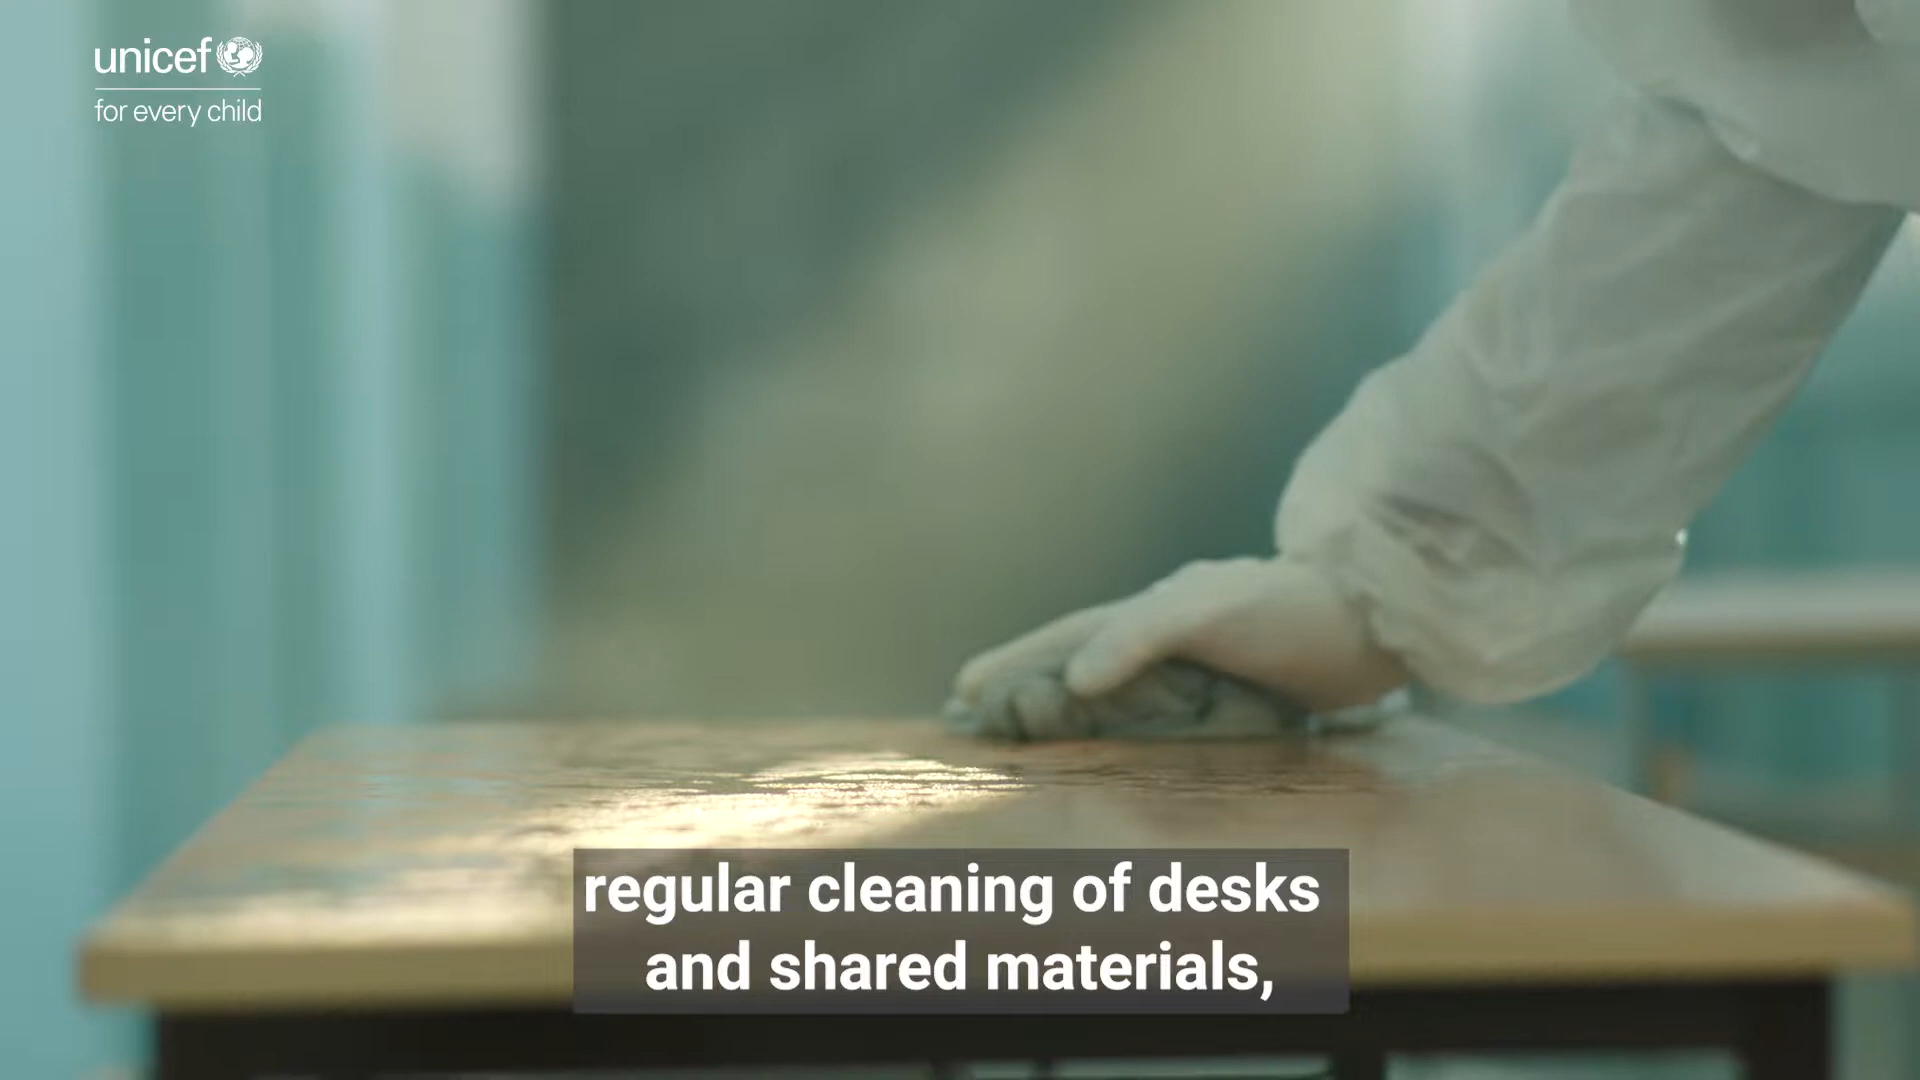 unicef
for every child
regular cleaning of desks
and shared materials,